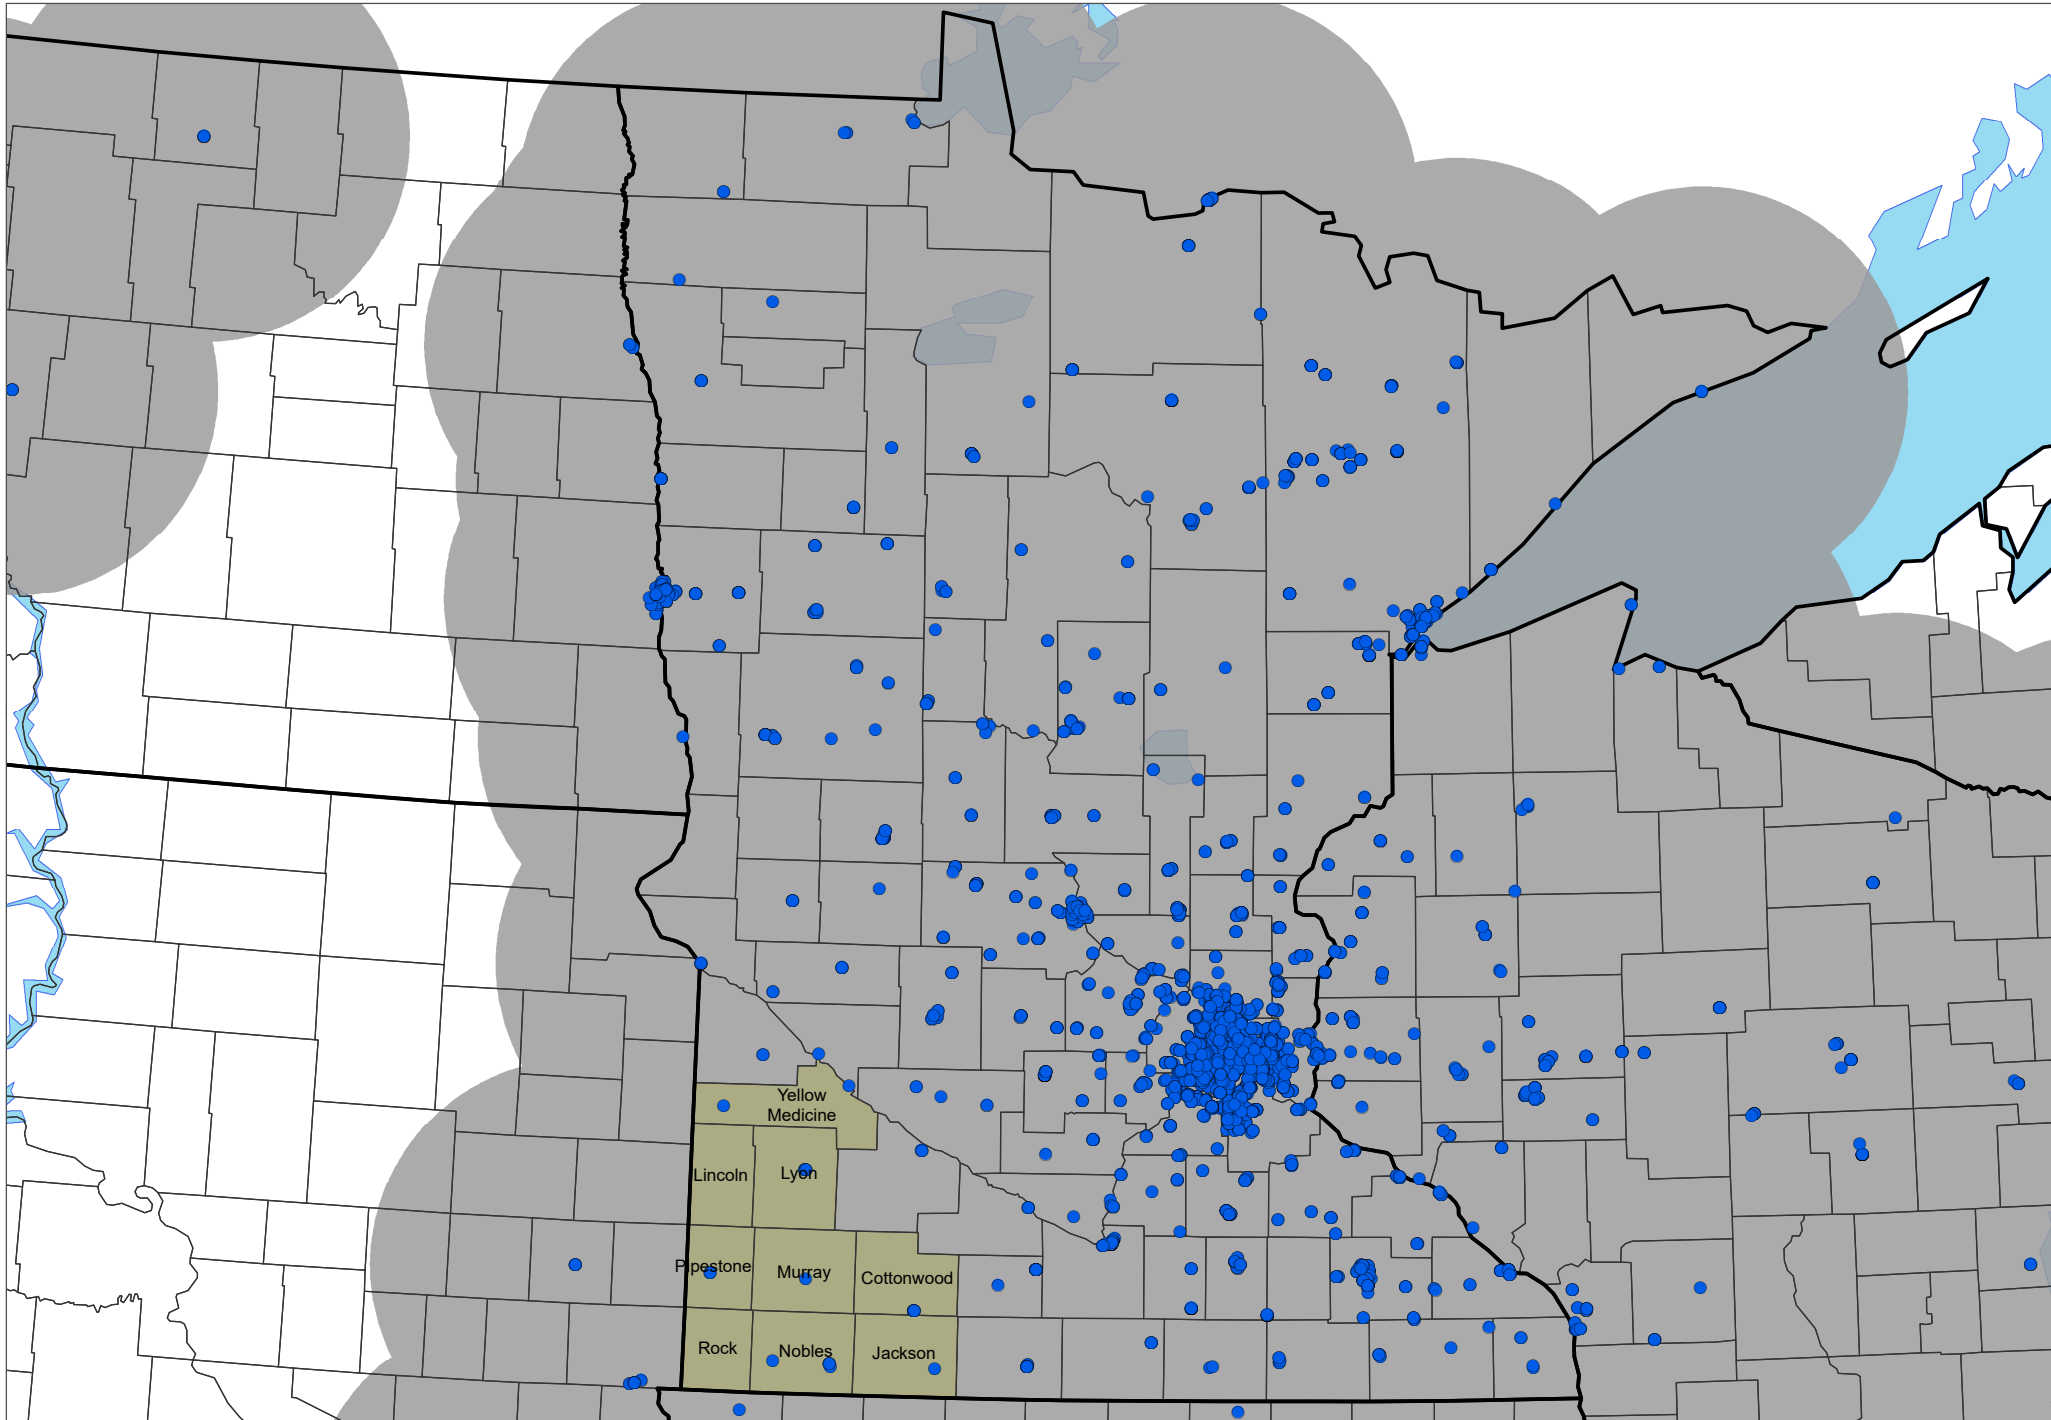 Yellow
Medicine
Lincoln
Lyon
Pipestone
Murray
Cottonwood
Rock
Nobles
Jackson